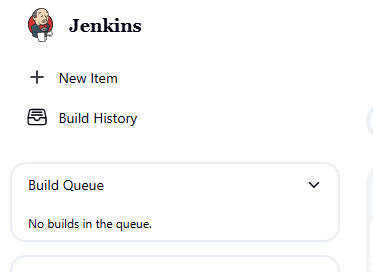 Jenkins
New Item
Build History
Build Queue
No builds in the queue.